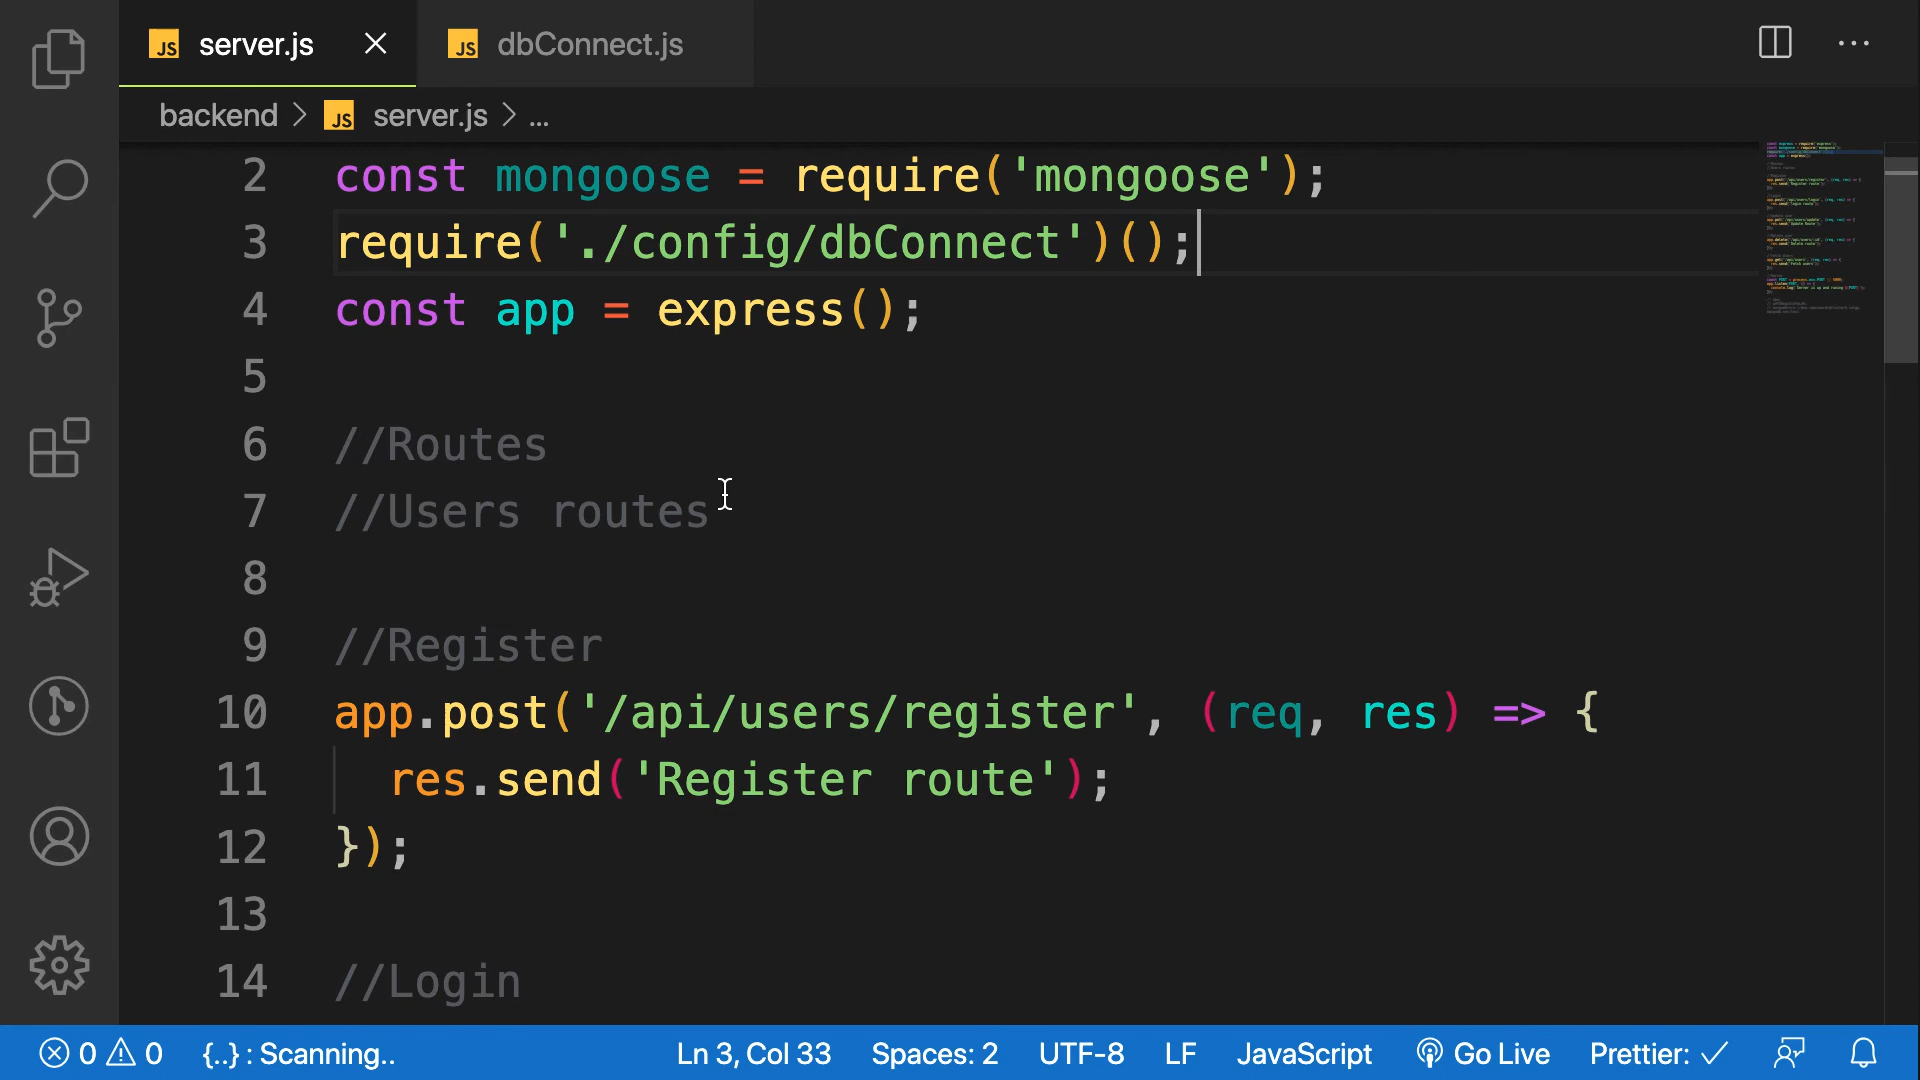 JS server.js
JS dbConnect.js
backend > JS server.js > ...
2 const mongoose = require('mongoose');
3 require('./config/dbConnect')();
4 const app = express();
5
6 //Routes
7 //Users routes
8
9 //Register
10 app.post('/api/users/register', (req, res) => {
11 res.send('Register route');
12 });
13
14 //Login
0 0 {..} : Scanning.. Ln 3, Col 33 Spaces: 2 UTF-8 LF JavaScript Go Live Prettier: ✓